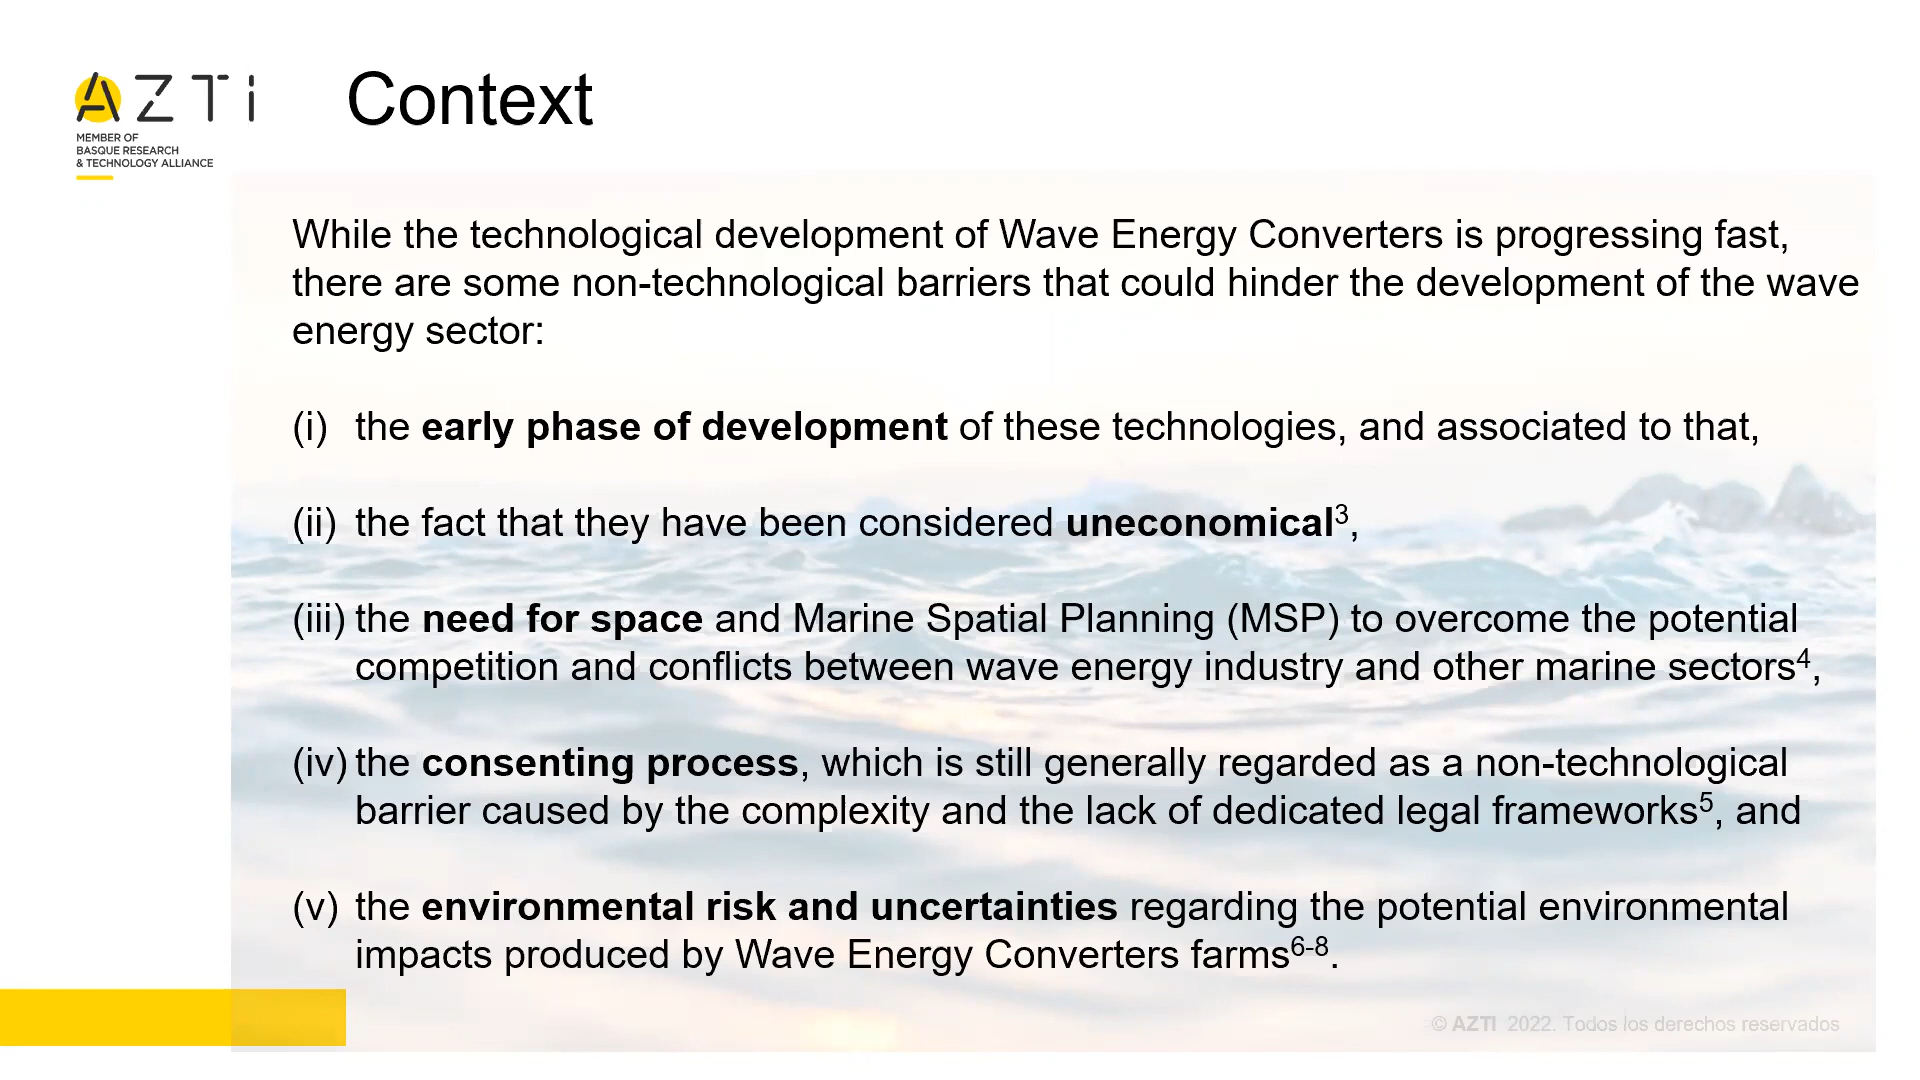 AZTi
MEMBER OF
BASQUE RESEARCH
& TECHNOLOGY ALLIANCE
Context
While the technological development of Wave Energy Converters is progressing fast,
there are some non-technological barriers that could hinder the development of the wave
energy sector:
(i) the early phase of development of these technologies, and associated to that,
(ii) the fact that they have been considered uneconomical³,
(iii) the need for space and Marine Spatial Planning (MSP) to overcome the potential
competition and conflicts between wave energy industry and other marine sectors⁴,
(iv) the consenting process, which is still generally regarded as a non-technological
barrier caused by the complexity and the lack of dedicated legal frameworks⁵, and
(v) the environmental risk and uncertainties regarding the potential environmental
impacts produced by Wave Energy Converters farms⁶⁻⁸.
© AZTI 2022. Todos los derechos reservados